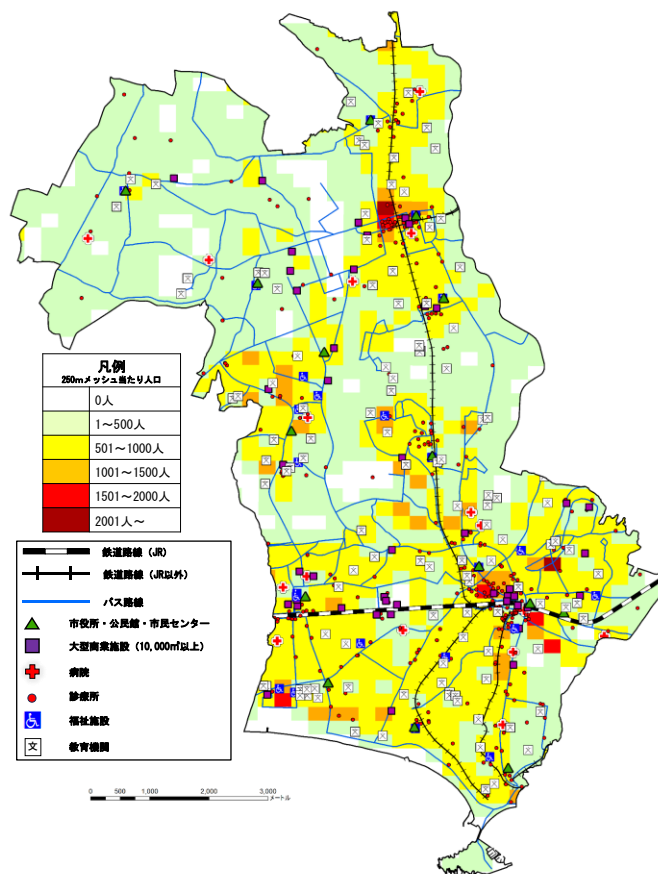 凡例
250mメッシュ当たり人口
0人
1~500人
501~1000人
1001~1500人
1501~2000人
2001人~
鉄道路線 (JR)
鉄道路線 (JR以外)
バス路線
市役所・公民館・市民センター
大型商業施設 (10,000㎡以上)
病院
診療所
福祉施設
文
教育機関
0 500 1,000 2,000 3,000
メートル